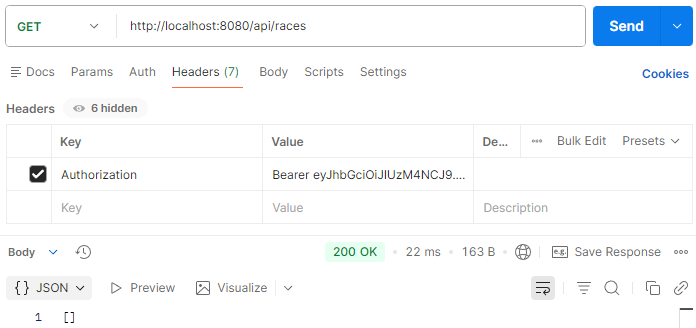 GET http://localhost:8080/api/races Send
Docs Params Auth Headers (7) Body Scripts Settings Cookies
Headers 6 hidden
Key Value De... Bulk Edit Presets
Authorization Bearer eyJhbGciOiJIUzM4NCJ9....
Key Value Description
Body 200 OK • 22 ms • 163 B e.g. Save Response
{} JSON Preview Visualize
1 []